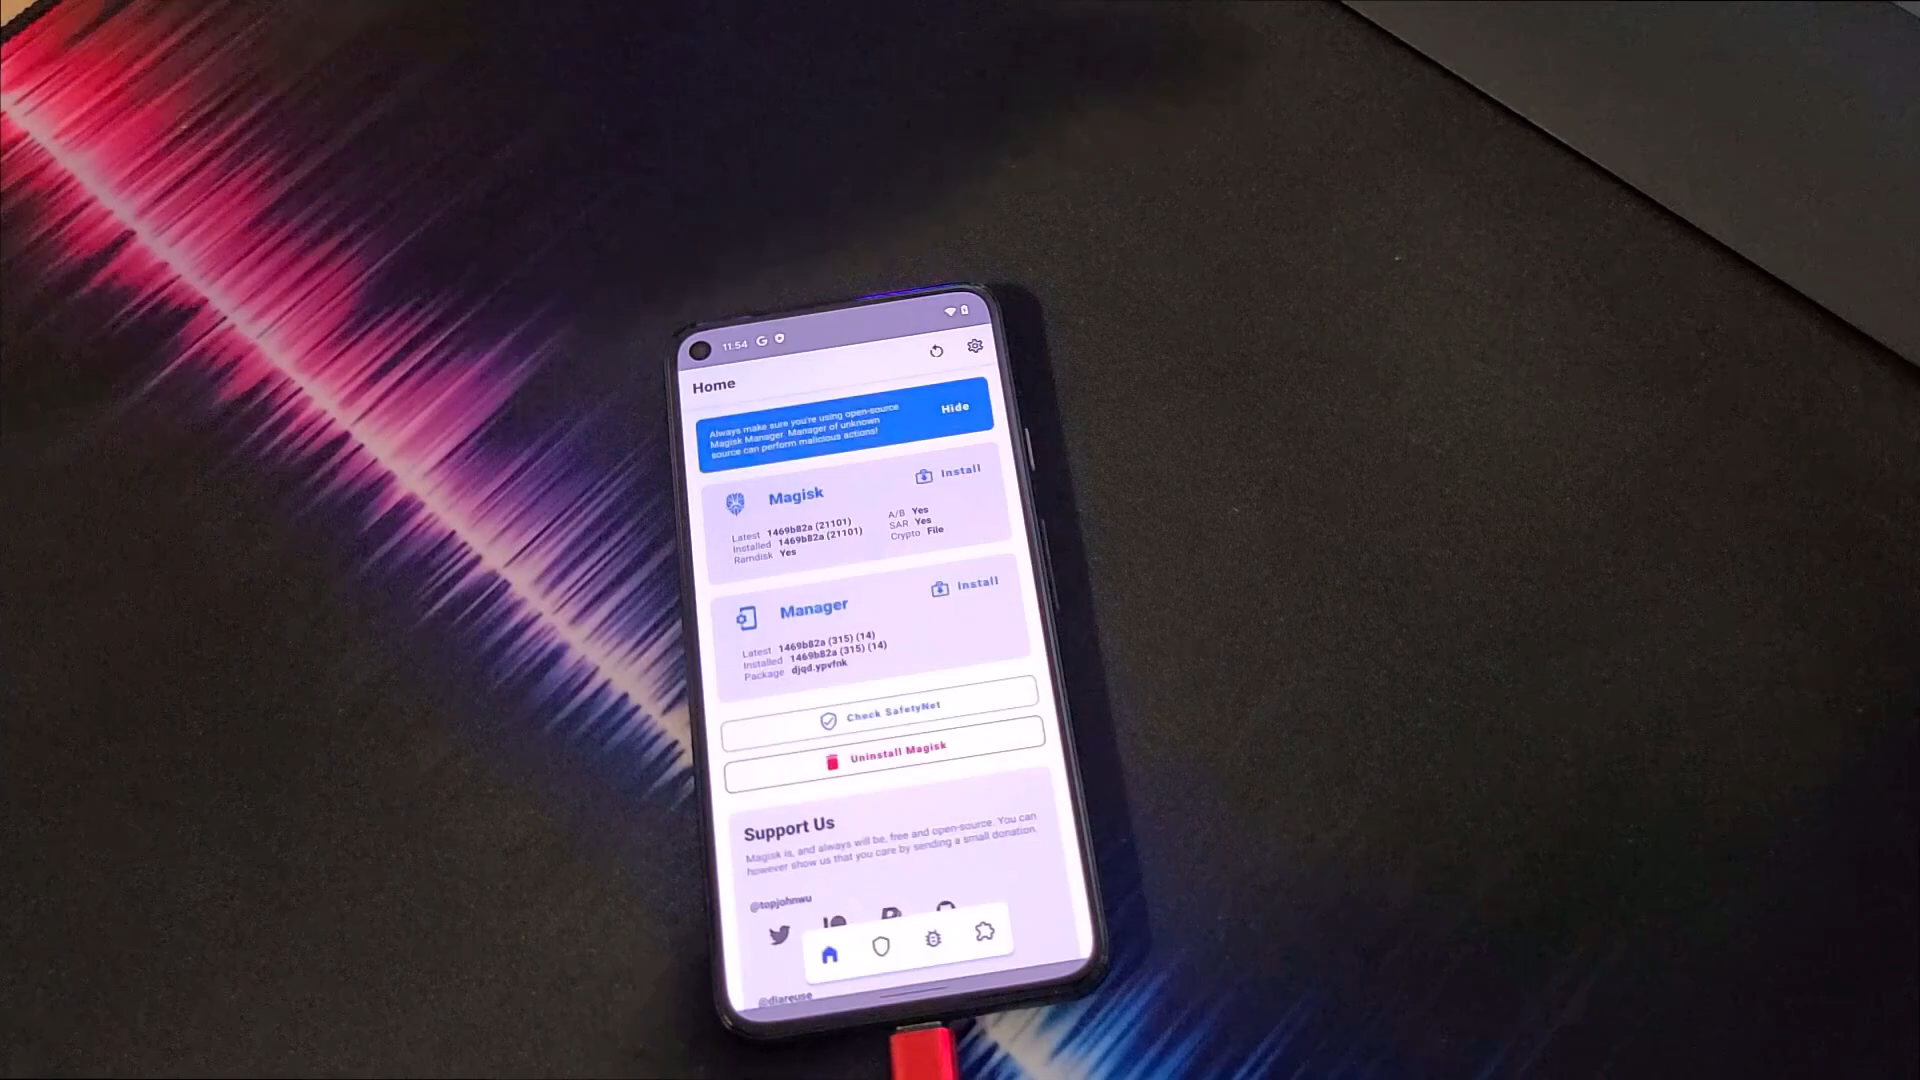 11:54
Home
Always make sure you're using open-source
Magisk Manager. Manager of unknown
source can perform malicious actions!
Hide
Magisk
Install
Latest 1469b82a (21101)
Installed 1469b82a (21101)
Ramdisk Yes
A/B Yes
SAR Yes
Crypto File
Manager
Install
Latest 1469b82a (315) (14)
Installed 1469b82a (315) (14)
Package djqd.ypvfnk
Check SafetyNet
Uninstall Magisk
Support Us
Magisk is, and always will be, free and open-source. You can
however show us that you care by sending a small donation.
@topjohnwu
@diareuse